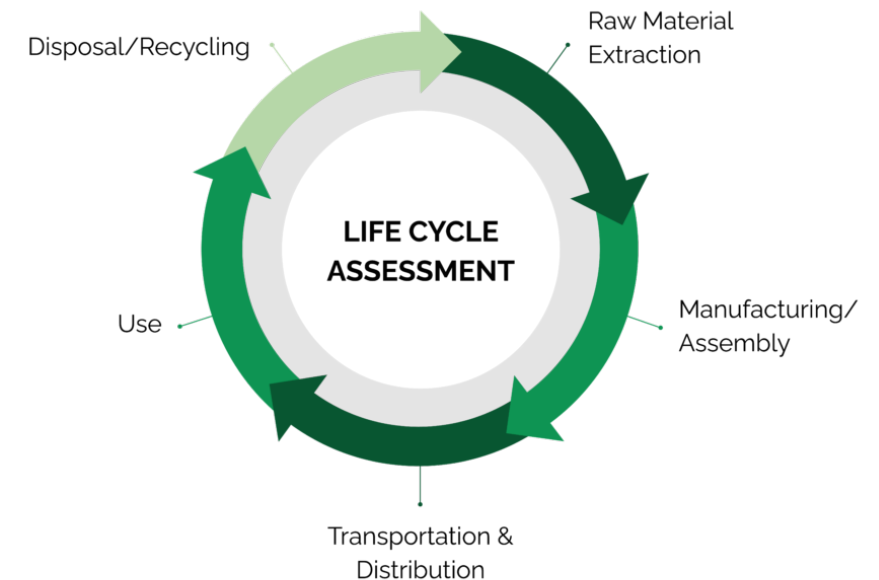 Disposal/Recycling
Raw Material
Extraction
LIFE CYCLE
ASSESSMENT
Manufacturing/
Assembly
Use
Transportation &
Distribution